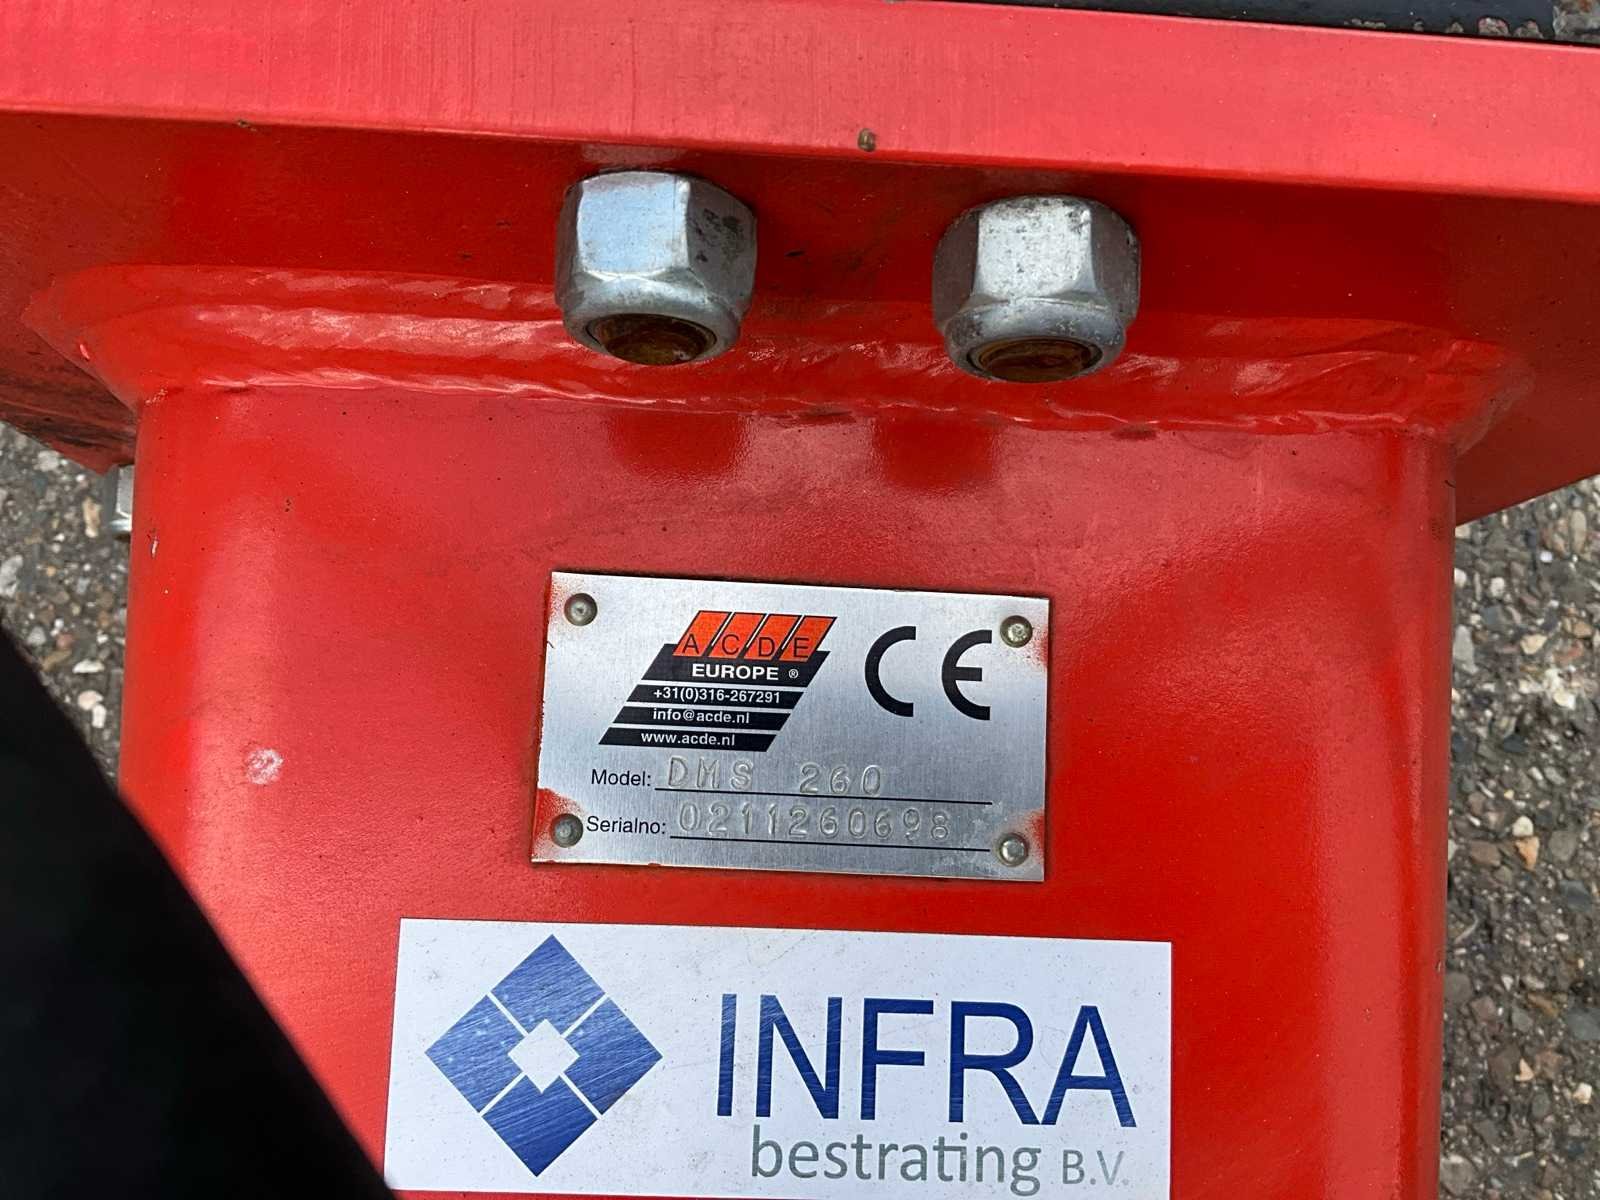 ACDE
EUROPE ®
+31(0)316-267291
info@acde.nl
www.acde.nl
CE
Model: DMS 260
Serialno: 0211260698
INFRA
bestrating B.V.